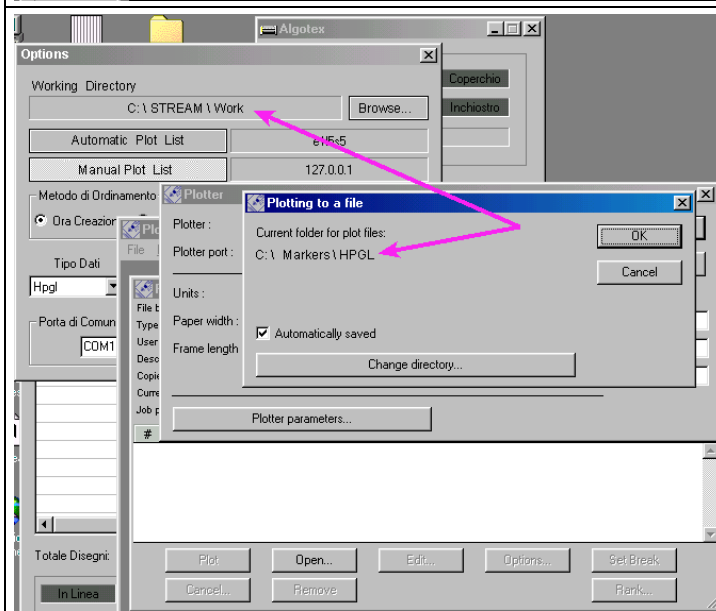 Algotex
Options
Working Directory
C:\ STREAM \ Work
Browse...
Coperchio
Inchiostro
Automatic Plot List
Manual Plot List
127.0.0.1
Metodo di Ordinamento
Ora Creazion
Tipo Dati
Hpgl
Porta di Comun
COM1
Plotter
Plotter :
Plotter port :
Units :
Paper width :
Frame length
Plotter parameters...
Plotting to a file
Current folder for plot files:
C:\ Markers\HPGL
Automatically saved
OK
Cancel
Change directory...
File
File b
Type
User
Desc
Copie
Curre
Job p
#
Totale Disegni:
In Linea
Plot
Open...
Edit...
Options...
Set Break
Cancel...
Remove
Rank...